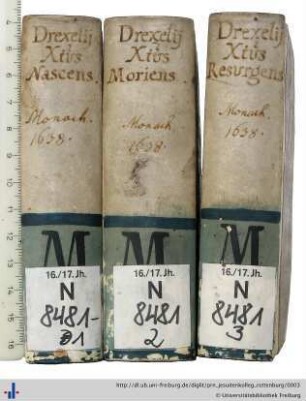 Drexelij
Xtus
Nascens.
Monach.
1638.
M
16./17. Jh.
N
8481-
1
Drexelij
Xtus
Moriens.
Monach.
1638.
M
16./17. Jh.
N
8481
2
Drexelij
Xtus
Resurgens
Monach.
1638.
M
16./17. Jh.
N
8481
3
http://dl.ub.uni-freiburg.de/diglit/prn_jesuitenkolleg_rottenburg/0003
© Universitätsbibliothek Freiburg